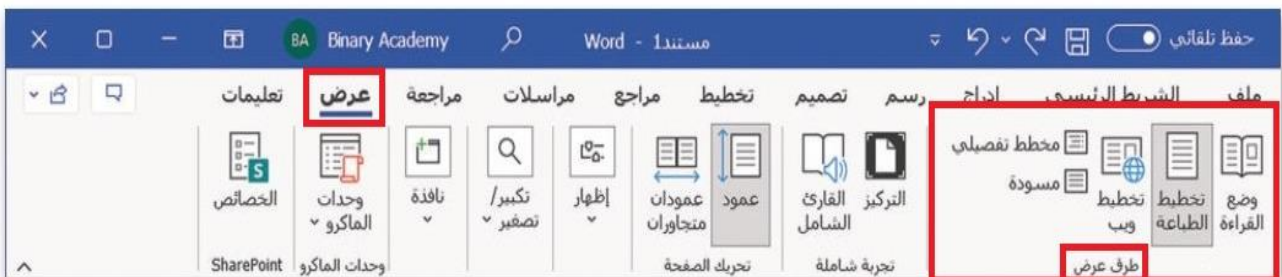 حفظ تلقائي مستند1 - Word Binary Academy BA
ملف الشريط الرئيسي إدراج رسم تصميم تخطيط مراجع مراسلات مراجعة عرض تعليمات
وضع القراءة
تخطيط الطباعة
تخطيط ويب
مخطط تفصيلي
مسودة
طرق عرض
التركيز
القارئ الشامل
تجربة شاملة
عمود
عمودان متجاوران
تحريك الصفحة
إظهار
تكبير/ تصغير
نافذة
وحدات الماكرو
وحدات الماكرو
الخصائص
S
SharePoint